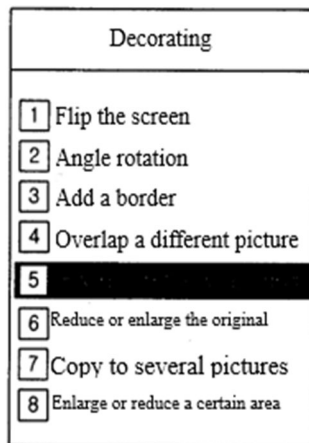 Decorating
1 Flip the screen
2 Angle rotation
3 Add a border
4 Overlap a different picture
5
6 Reduce or enlarge the original
7 Copy to several pictures
8 Enlarge or reduce a certain area